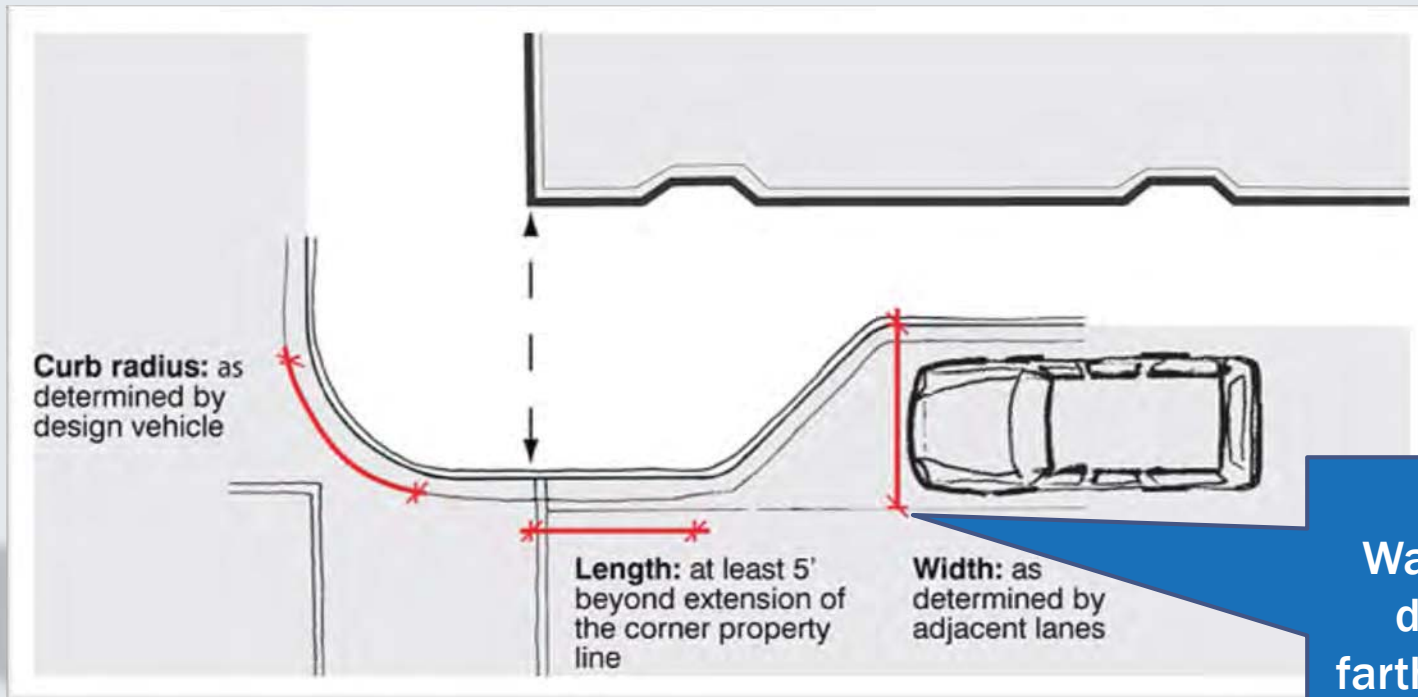 Curb radius: as
determined by
design vehicle
Length: at least 5'
beyond extension of
the corner property
line
Width: as
determined by
adjacent lanes
farth